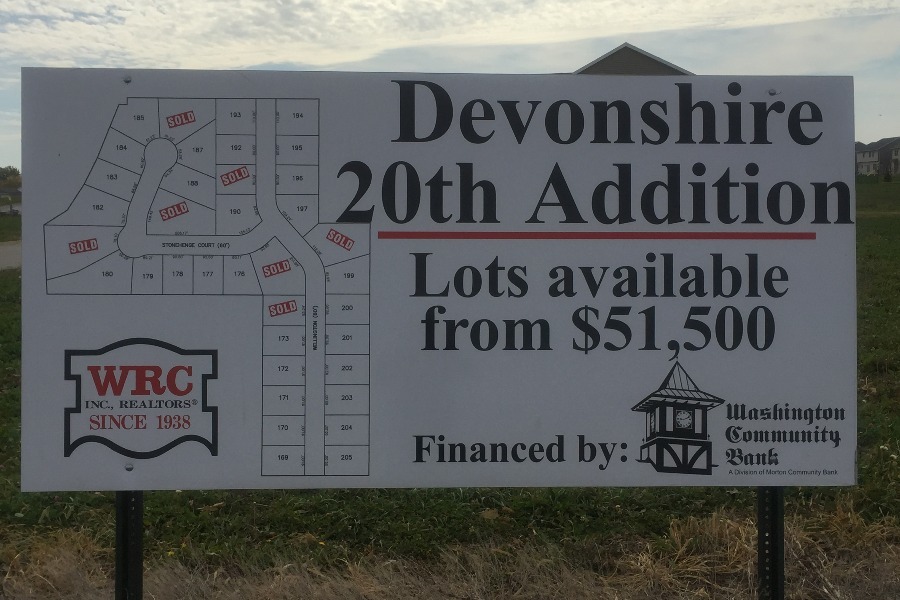 Devonshire
20th Addition
Lots available
from $51,500
Financed by:
Washington
Community
Bank
A Division of Morton Community Bank
WRC
INC., REALTORS®
SINCE 1938
185
SOLD
193
194
184
187
192
195
183
188
SOLD
196
182
SOLD
190
197
SOLD
STONEHENGE COURT (60')
SOLD
180
179
178
177
176
SOLD
199
SOLD
200
WELLINGTON (60')
173
201
172
202
171
203
170
204
169
205